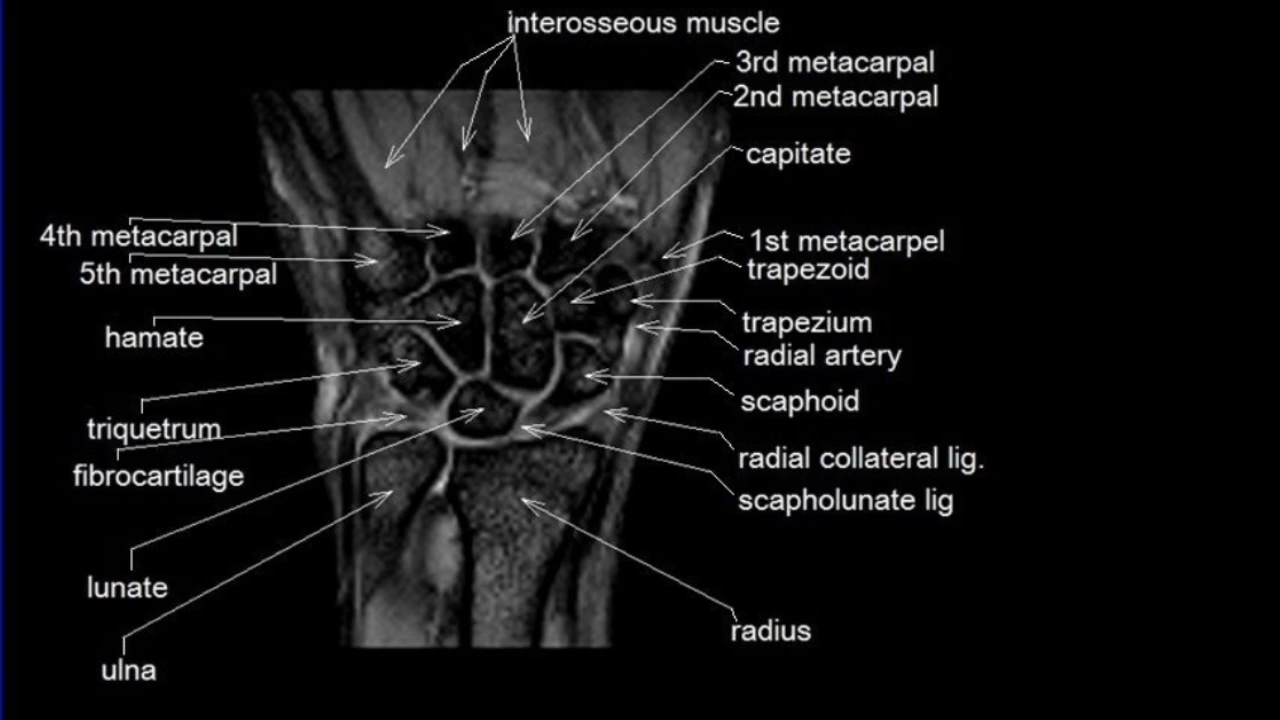 interosseous muscle
3rd metacarpal
2nd metacarpal
capitate
4th metacarpal
1st metacarpel
5th metacarpal
trapezoid
hamate
trapezium
radial artery
scaphoid
triquetrum
radial collateral lig.
fibrocartilage
scapholunate lig
lunate
radius
ulna